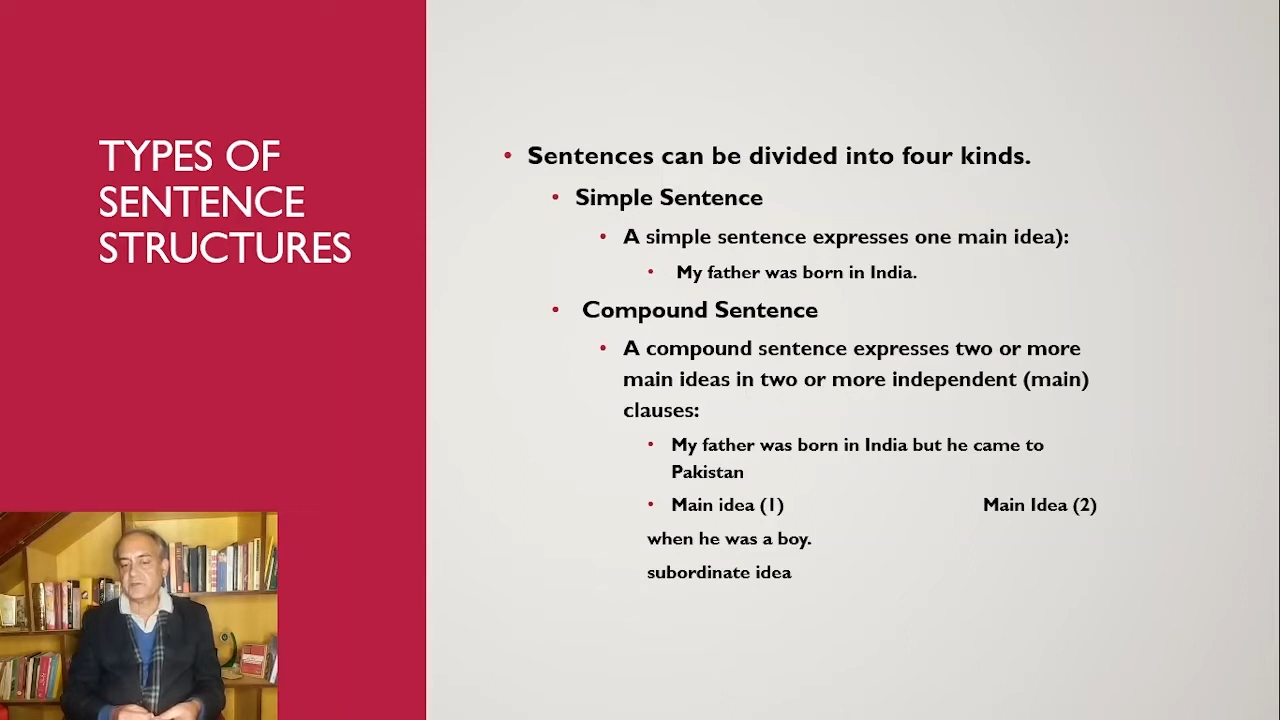 TYPES OF
SENTENCE
STRUCTURES
• Sentences can be divided into four kinds.
• Simple Sentence
• A simple sentence expresses one main idea):
• My father was born in India.
• Compound Sentence
• A compound sentence expresses two or more
main ideas in two or more independent (main)
clauses:
• My father was born in India but he came to
Pakistan
• Main idea (1) Main Idea (2)
when he was a boy.
subordinate idea